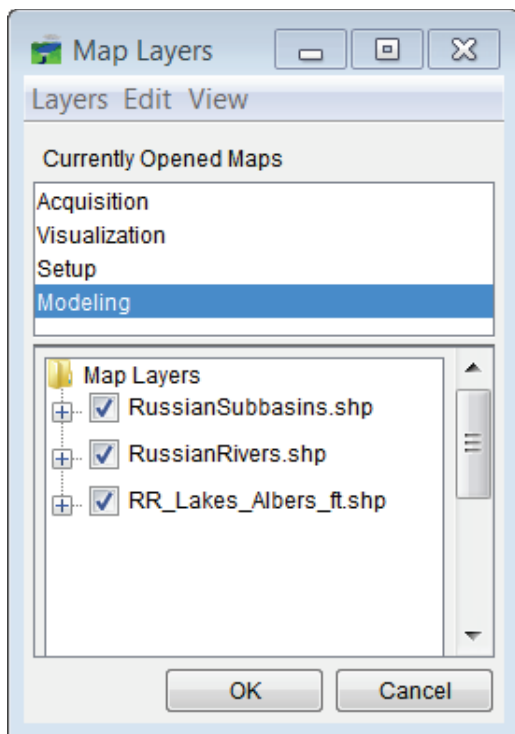 Map Layers
Layers Edit View
Currently Opened Maps
Acquisition
Visualization
Setup
Modeling
Map Layers
RussianSubbasins.shp
RussianRivers.shp
RR_Lakes_Albers_ft.shp
OK Cancel